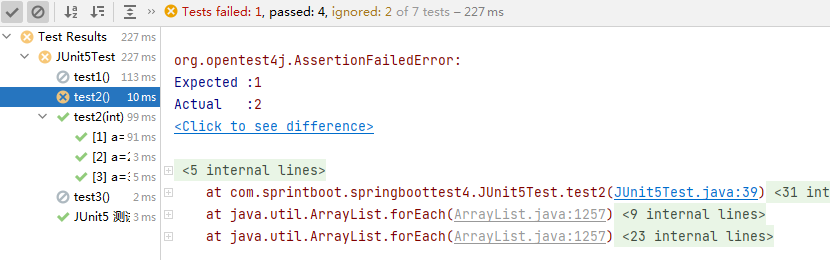 Tests failed: 1, passed: 4, ignored: 2 of 7 tests – 227 ms
Test Results 227 ms
JUnit5Test 227 ms
test1() 113 ms
test2() 10 ms
test2(int) 99 ms
[1] a= 91 ms
[2] a= 3 ms
[3] a= 5 ms
test3() 2 ms
JUnit5 3 ms
org.opentest4j.AssertionFailedError:
Expected :1
Actual :2
<Click to see difference>
<5 internal lines>
at com.sprintboot.springboottest4.JUnit5Test.test2(JUnit5Test.java:39) <31 int
at java.util.ArrayList.forEach(ArrayList.java:1257) <9 internal lines>
at java.util.ArrayList.forEach(ArrayList.java:1257) <23 internal lines>